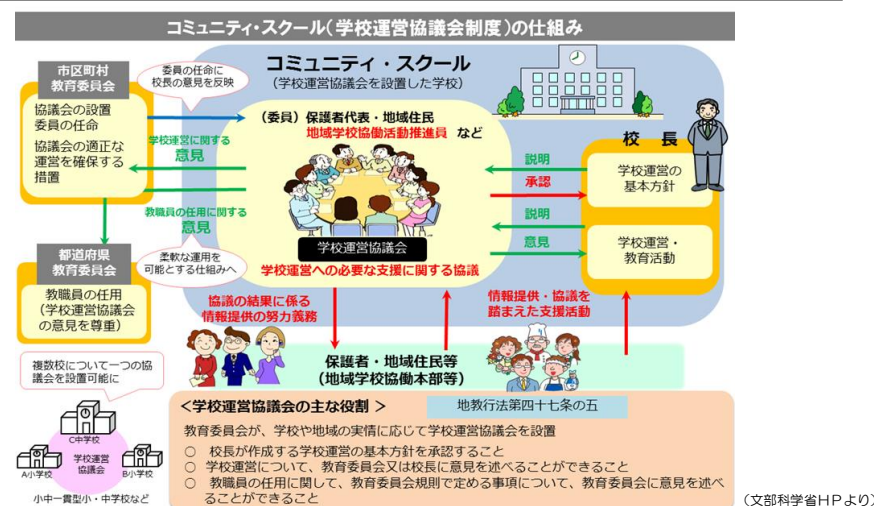 コミュニティ・スクール(学校運営協議会制度)の仕組み
市区町村
教育委員会
協議会の設置
委員の任命
協議会の適正な
運営を確保する
措置
委員の任命に
校長の意見を反映
コミュニティ・スクール
(学校運営協議会を設置した学校)
(委員)保護者代表・地域住民
地域学校協働活動推進員 など
学校運営に関する
意見
教職員の任用に関する
意見
柔軟な運用を
可能とする仕組みへ
都道府県
教育委員会
教職員の任用
(学校運営協議会
の意見を尊重)
学校運営協議会
学校運営への必要な支援に関する協議
説明
承認
説明
意見
校 長
学校運営の
基本方針
学校運営・
教育活動
協議の結果に係る
情報提供の努力義務
情報提供・協議を
踏まえた支援活動
保護者・地域住民等
(地域学校協働本部等)
複数校について一つの協
議会を設置可能に
C中学校
学校運営
協議会
A小学校
B小学校
小中一貫型小・中学校など
<学校運営協議会の主な役割 >
地教行法第四十七条の五
教育委員会が、学校や地域の実情に応じて学校運営協議会を設置
○ 校長が作成する学校運営の基本方針を承認すること
○ 学校運営について、教育委員会又は校長に意見を述べることができること
○ 教職員の任用に関して、教育委員会規則で定める事項について、教育委員会に意見を述べ
ることができること
(文部科学省HPより)